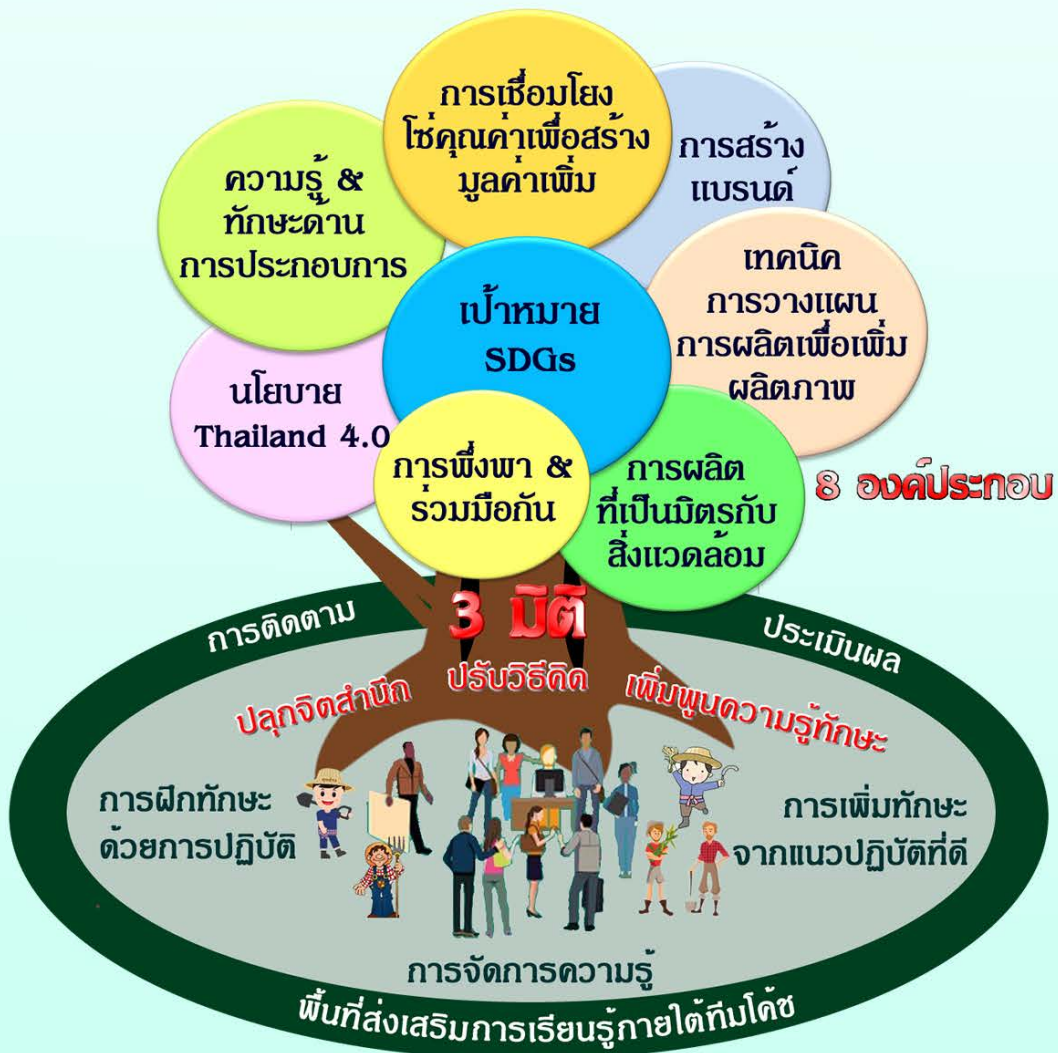 การเชื่อมโยง
โซ่คุณค่าเพื่อสร้าง
มูลค่าเพิ่ม
การสร้าง
แบรนด์
ความรู้ &
ทักษะด้าน
การประกอบการ
เทคนิค
การวางแผน
การผลิตเพื่อเพิ่ม
ผลิตภาพ
เป้าหมาย
SDGs
นโยบาย
Thailand 4.0
การพึ่งพา &
ร่วมมือกัน
การผลิต
ที่เป็นมิตรกับ
สิ่งแวดล้อม
8 องค์ประกอบ
3 มิติ
การติดตาม
ประเมินผล
ปลุกจิตสำนึก
ปรับวิธีคิด
เพิ่มพูนความรู้ทักษะ
การฝึกทักษะ
ด้วยการปฏิบัติ
การเพิ่มทักษะ
จากแนวปฏิบัติที่ดี
การจัดการความรู้
พื้นที่ส่งเสริมการเรียนรู้ภายใต้ทีมโค้ช